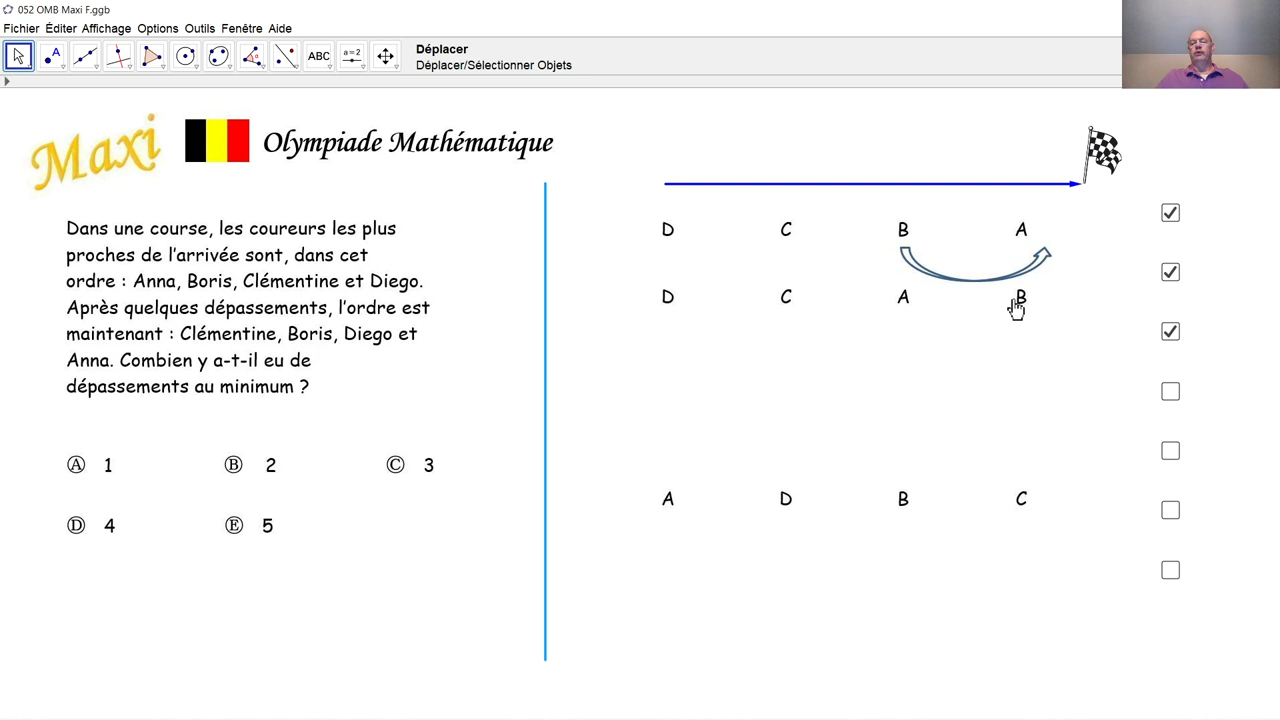 052 OMB Maxi F.ggb
Fichier Éditer Affichage Options Outils Fenêtre Aide
A
ABC
a=2
Déplacer
Déplacer/Sélectionner Objets
Maxi
Olympiade Mathématique
Dans une course, les coureurs les plus
proches de l’arrivée sont, dans cet
ordre : Anna, Boris, Clémentine et Diego.
Après quelques dépassements, l’ordre est
maintenant : Clémentine, Boris, Diego et
Anna. Combien y a-t-il eu de
dépassements au minimum ?
Ⓐ 1 Ⓑ 2 Ⓒ 3
Ⓓ 4 Ⓔ 5
D C B A
D C A B
A D B C